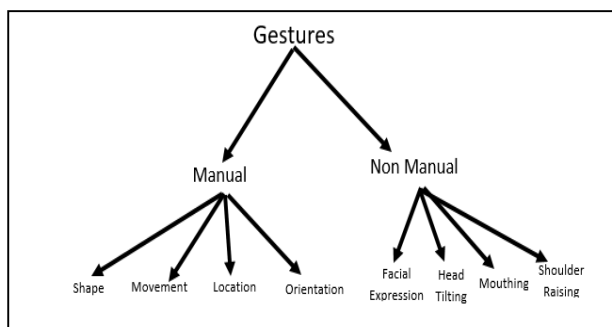 Gestures
Manual
Non Manual
Shape
Movement
Location
Orientation
Facial
Expression
Head
Tilting
Mouthing
Shoulder
Raising